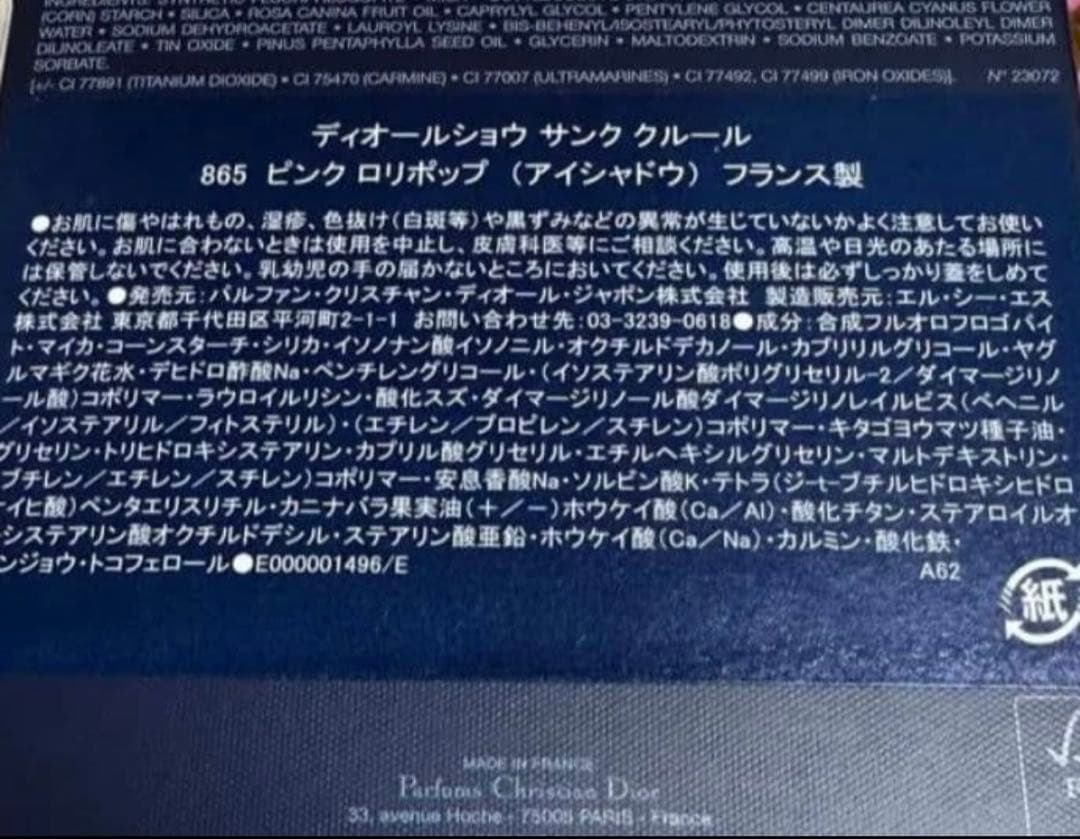 (CORN) STARCH • SILICA • ROSA CANINA FRUIT OIL • CAPRYLYL GLYCOL • PENTYLENE GLYCOL • CENTAUREA CYANUS FLOWER
WATER • SODIUM DEHYDROACETATE • LAUROYL LYSINE • BIS-BEHENYL/ISOSTEARYL/PHYTOSTERYL DIMER DILINOLEYL DIMER
DILINOLEATE • TIN OXIDE • PINUS PENTAPHYLLA SEED OIL • GLYCERIN • MALTODEXTRIN • SODIUM BENZOATE • POTASSIUM
SORBATE.
[+/- CI 77891 (TITANIUM DIOXIDE) • CI 75470 (CARMINE) • CI 77007 (ULTRAMARINES) • CI 77492, CI 77499 (IRON OXIDES)]. N° 23072
ディオールショウ サンク クルール
865 ピンク ロリポップ （アイシャドウ） フランス製
●お肌に傷やはれもの、湿疹、色抜け（白斑等）や黒ずみなどの異常が生じていないかよく注意してお使い
ください。お肌に合わないときは使用を中止し、皮膚科医等にご相談ください。高温や日光のあたる場所に
は保管しないでください。乳幼児の手の届かないところにおいてください。使用後は必ずしっかり蓋をしめて
ください。●発売元：パルファン・クリスチャン・ディオール・ジャポン株式会社 製造販売元：エル・シー・エス
株式会社 東京都千代田区平河町2-1-1 お問い合わせ先：03-3239-0618●成分：合成フルオロフロゴパイ
ト・マイカ・コーンスターチ・シリカ・イソノナン酸イソノニル・オクチルドデカノール・カプリリルグリコール・ヤグ
ルマギク花水・デヒドロ酢酸Na・ペンチレングリコール・（イソステアリン酸ポリグリセリル-2／ダイマージリノ
ール酸）コポリマー・ラウロイルリシン・酸化スズ・ダイマージリノール酸ダイマージリノレイルビス（ベヘニル
／イソステアリル／フィトステリル）・（エチレン／プロピレン／スチレン）コポリマー・キタゴヨウマツ種子油・
グリセリン・トリヒドロキシステアリン・カプリル酸グリセリル・エチルヘキシルグリセリン・マルトデキストリン・
ブチレン／エチレン／スチレン）コポリマー・安息香酸Na・ソルビン酸K・テトラ（ジ-t-ブチルヒドロキシヒドロ
ケイヒ酸）ペンタエリスリチル・カニナバラ果実油（＋／－）ホウケイ酸（Ca／Al）・酸化チタン・ステアロイルオ
システアリン酸オクチルドデシル・ステアリン酸亜鉛・ホウケイ酸（Ca／Na）・カルミン・酸化鉄・
ンジョウ・トコフェロール●E000001496/E
A62
紙
MADE IN FRANCE
Parfums Christian Dior
33, avenue Hoche - 75008 PARIS - France